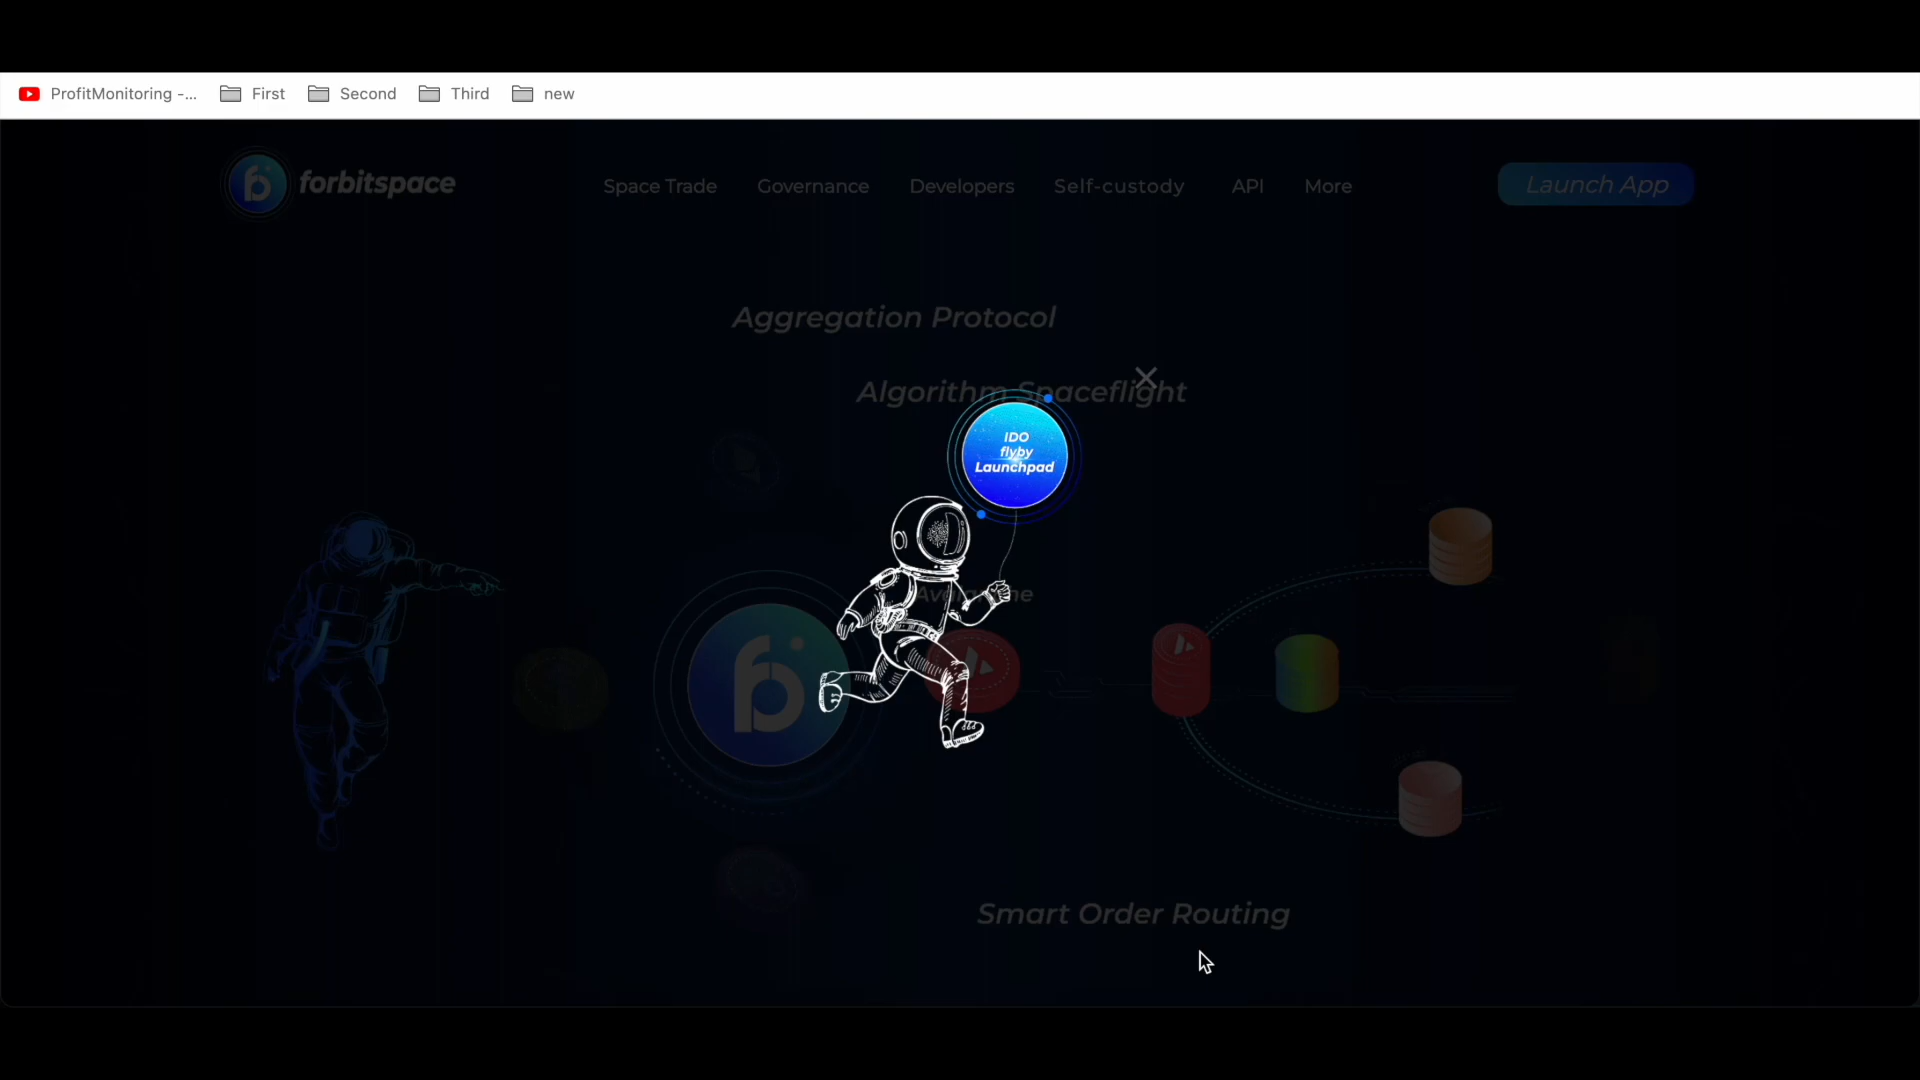 ProfitMonitoring -...
First
Second
Third
new
forbitspace
Space Trade
Governance
Developers
Self-custody
API
More
Launch App
Aggregation Protocol
Algorithm Spaceflight
IDO
flyby
Launchpad
Smart Order Routing